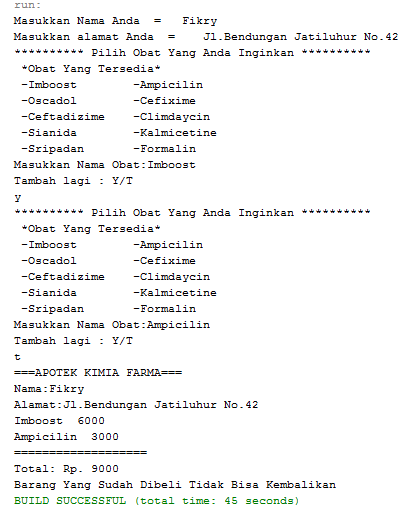 run:
Masukkan Nama Anda  =   Fikry
Masukkan alamat Anda  =    Jl.Bendungan Jatiluhur No.42
********** Pilih Obat Yang Anda Inginkan **********
 *Obat Yang Tersedia*
 -Imboost        -Ampicilin
 -Oscadol        -Cefixime
 -Ceftadizime    -Climdaycin
 -Sianida        -Kalmicetine
 -Sripadan       -Formalin
Masukkan Nama Obat:Imboost
Tambah lagi : Y/T
y
********** Pilih Obat Yang Anda Inginkan **********
 *Obat Yang Tersedia*
 -Imboost        -Ampicilin
 -Oscadol        -Cefixime
 -Ceftadizime    -Climdaycin
 -Sianida        -Kalmicetine
 -Sripadan       -Formalin
Masukkan Nama Obat:Ampicilin
Tambah lagi : Y/T
t
===APOTEK KIMIA FARMA===
Nama:Fikry
Alamat:Jl.Bendungan Jatiluhur No.42
Imboost  6000
Ampicilin  3000
===================
Total: Rp. 9000
Barang Yang Sudah Dibeli Tidak Bisa Kembalikan
BUILD SUCCESSFUL (total time: 45 seconds)